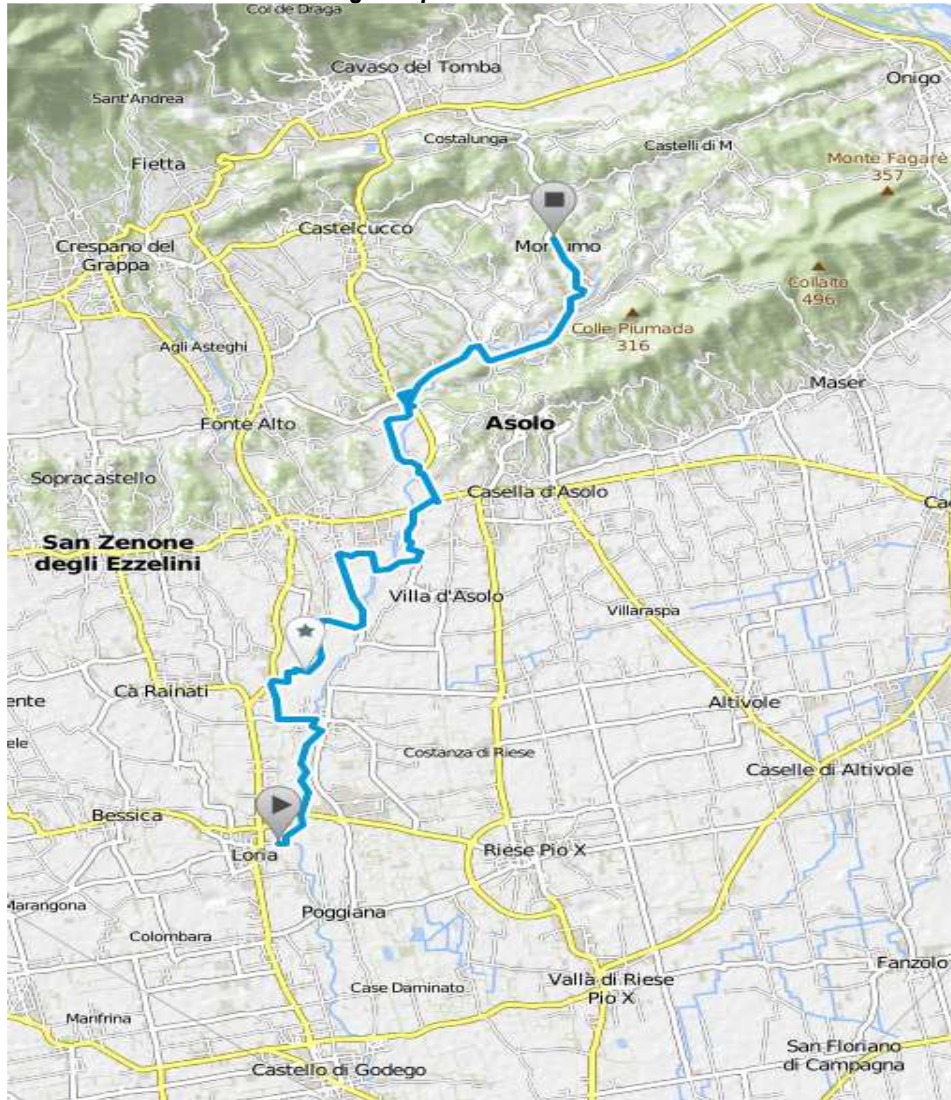 Col de Draga
Cavaso del Tomba
Onigo
Sant'Andrea
Costalunga
Castelli di M
Fietta
Monte Fagarè
357
Castelcucco
Crespano del
Grappa
Collalto
496
Colle Piumada
316
Agli Asteghi
Maser
Fonte Alto
Asolo
Sopracastello
Casella d'Asolo
San Zenone
degli Ezzelini
Villa d'Asolo
Villaraspa
Cà Rainati
Altivole
Costanza di Riese
Caselle di Altivole
Bessica
Loria
Riese Pio X
Poggiana
Colombara
Fanzolo
Case Daminato
Vallà di Riese
Pio X
Manfrina
San Floriano
di Campagna
Castello di Godego